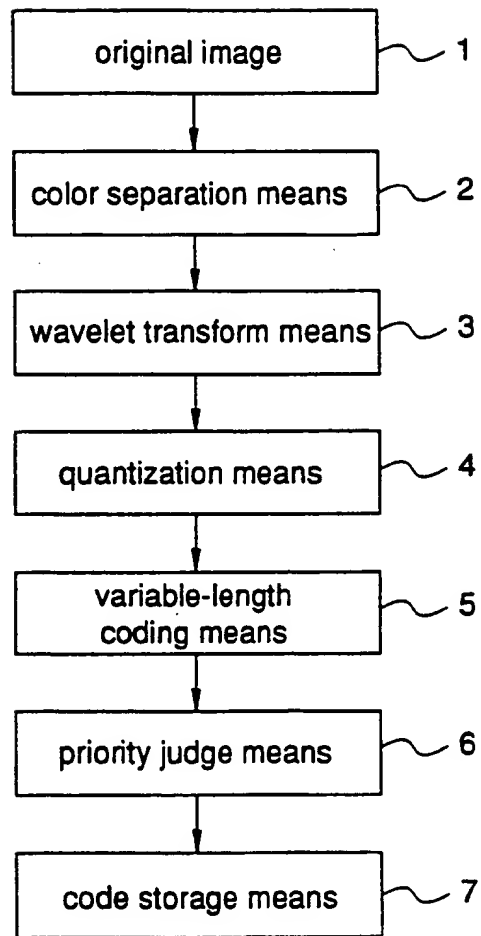 original image 1
color separation means 2
wavelet transform means 3
quantization means 4
variable-length
coding means 5
priority judge means 6
code storage means 7